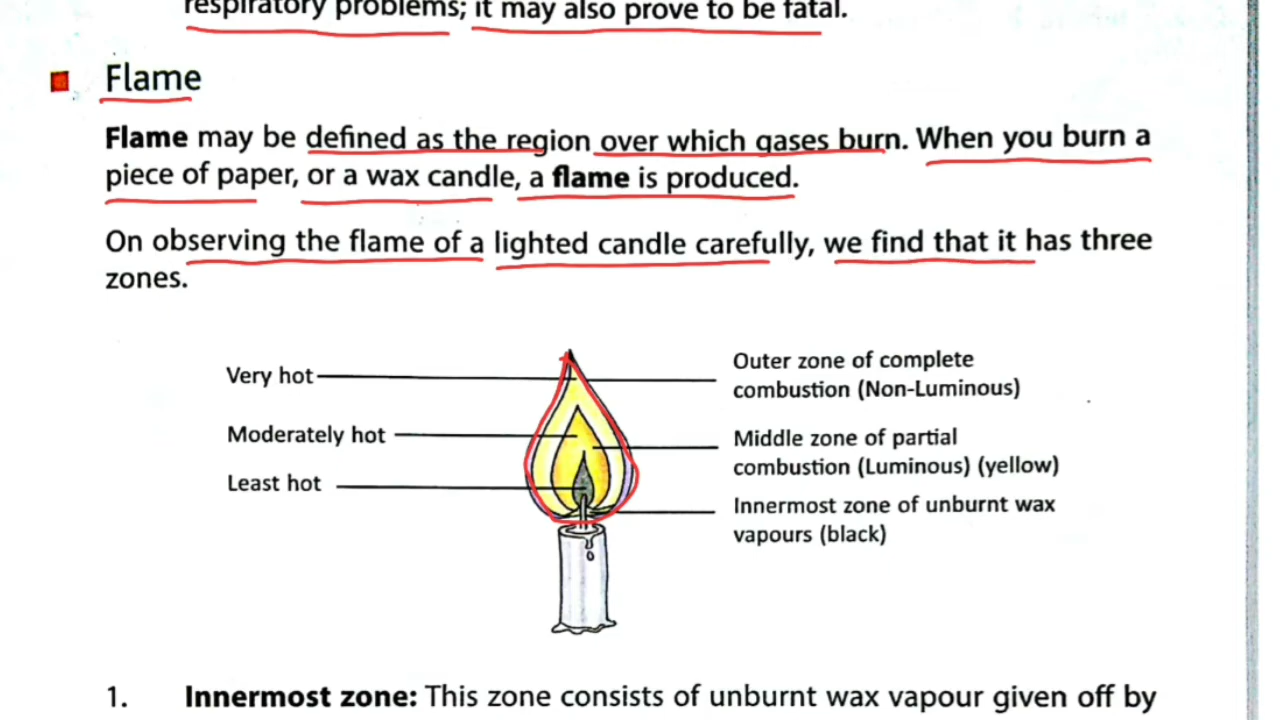 respiratory problems; it may also prove to be fatal.
Flame
Flame may be defined as the region over which gases burn. When you burn a
piece of paper, or a wax candle, a flame is produced.
On observing the flame of a lighted candle carefully, we find that it has three
zones.
Very hot
Moderately hot
Least hot
Outer zone of complete
combustion (Non-Luminous)
Middle zone of partial
combustion (Luminous) (yellow)
Innermost zone of unburnt wax
vapours (black)
1. Innermost zone: This zone consists of unburnt wax vapour given off by